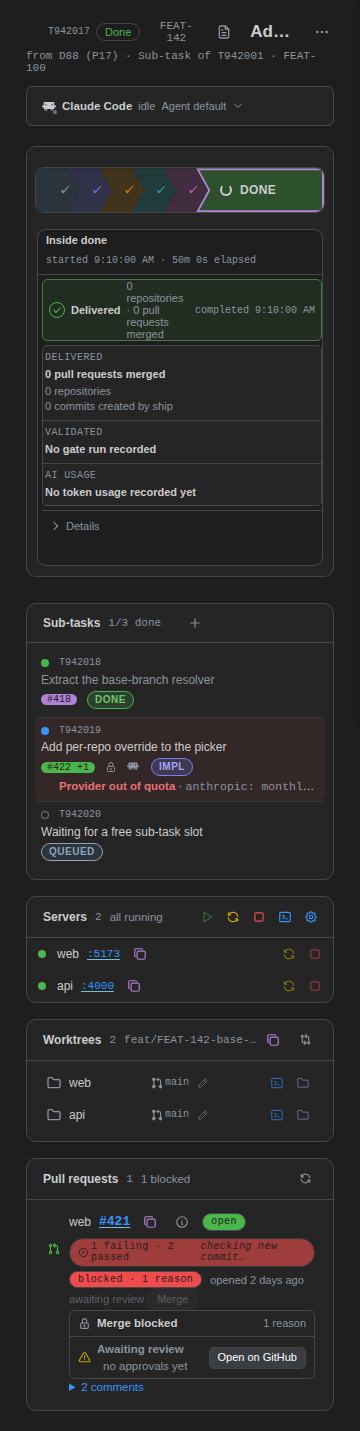 T942017 Done FEAT-142 Ad…
from D88 (P17) · Sub-task of T942001 · FEAT-
100
Claude Code idle Agent default
DONE
Inside done
started 9:10:00 AM · 50m 0s elapsed
Delivered 0 repositories · 0 pull requests merged completed 9:10:00 AM
DELIVERED
0 pull requests merged
0 repositories
0 commits created by ship
VALIDATED
No gate run recorded
AI USAGE
No token usage recorded yet
Details
Sub-tasks 1/3 done
T942018
Extract the base-branch resolver
#418 DONE
T942019
Add per-repo override to the picker
#422 +1 IMPL
Provider out of quota · anthropic: monthl…
T942020
Waiting for a free sub-task slot
QUEUED
Servers 2 all running
web :5173
api :4000
Worktrees 2 feat/FEAT-142-base-…
web main
api main
Pull requests 1 1 blocked
web #421 open
1 failing · 2 passed checking new commit…
blocked · 1 reason opened 2 days ago
awaiting review Merge
Merge blocked 1 reason
Awaiting review
no approvals yet Open on GitHub
2 comments